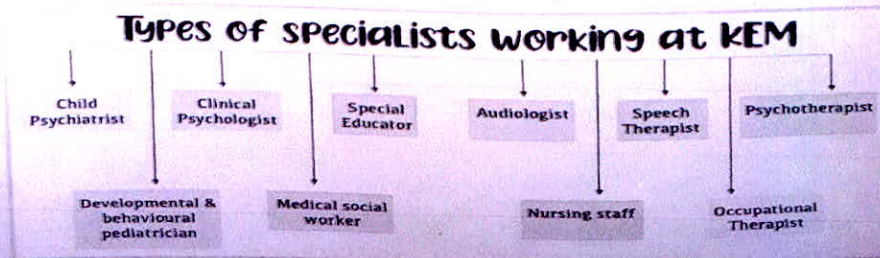 Types of specialists working at KEM
Child
Psychiatrist
Clinical
Psychologist
Special
Educator
Audiologist
Speech
Therapist
Psychotherapist
Developmental &
behavioural
pediatrician
Medical social
worker
Nursing staff
Occupational
Therapist